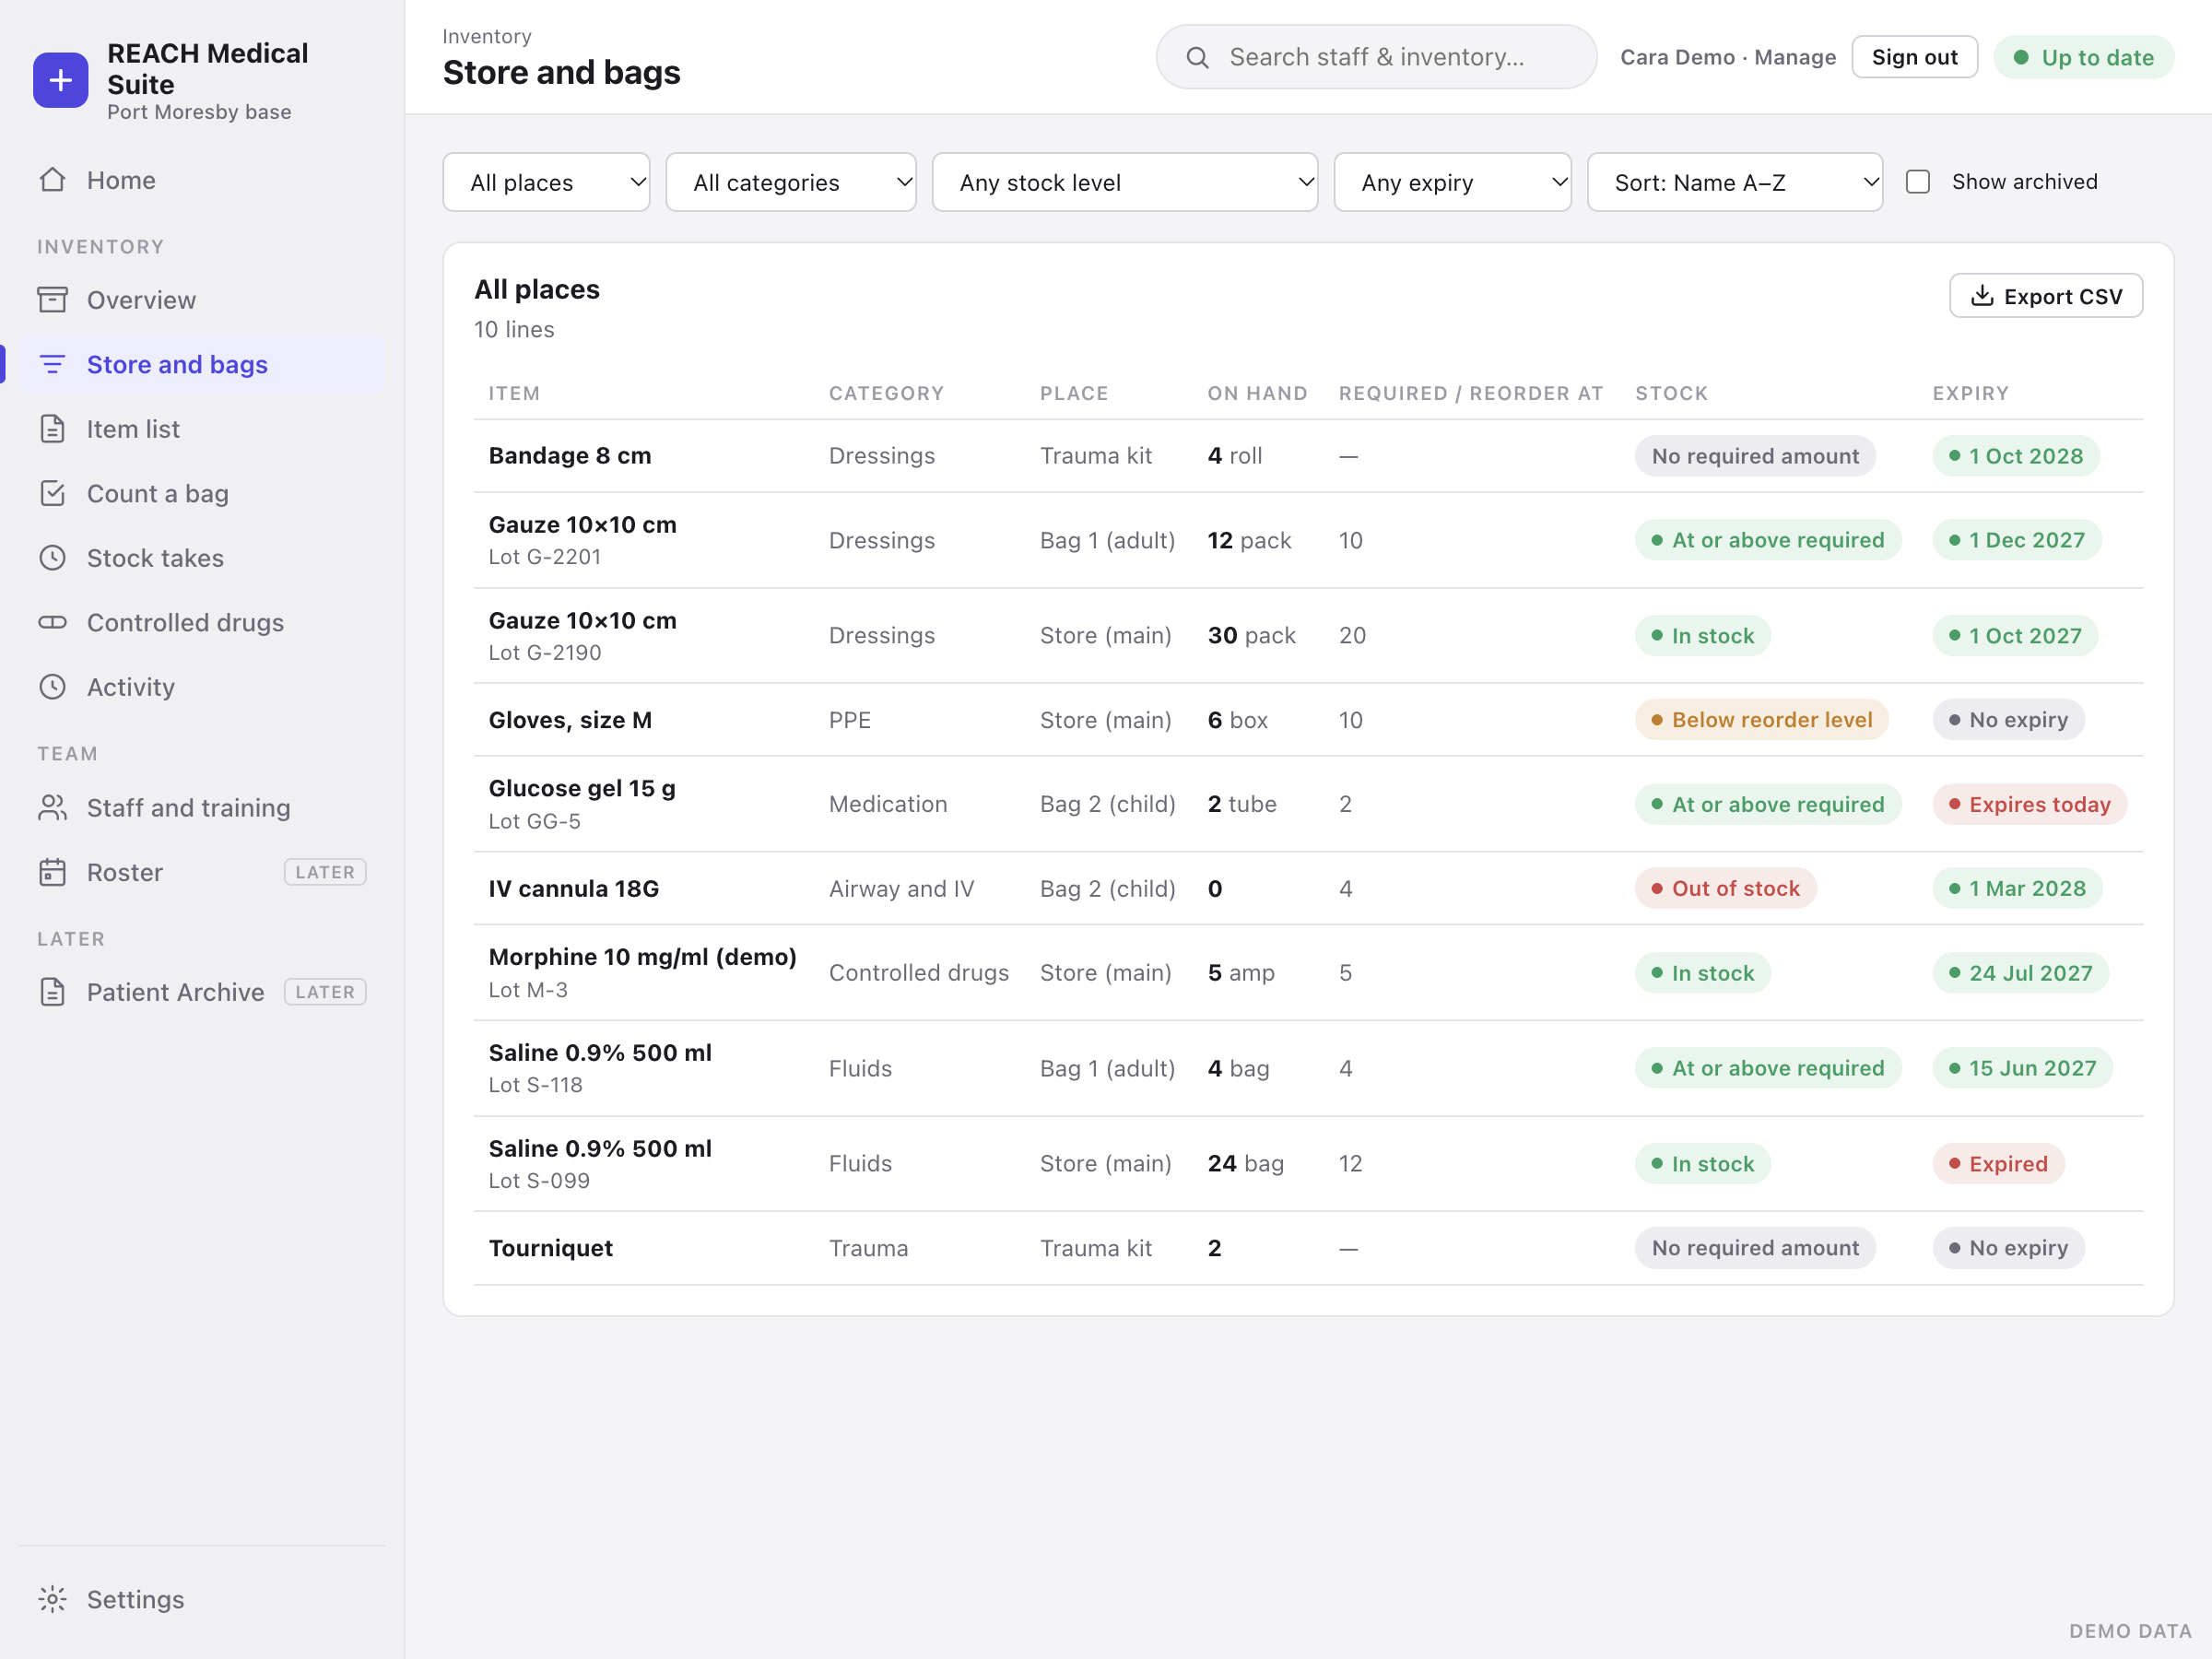 REACH Medical
Suite
Port Moresby base
Home
INVENTORY
Overview
Store and bags
Item list
Count a bag
Stock takes
Controlled drugs
Activity
TEAM
Staff and training
Roster LATER
LATER
Patient Archive LATER
Settings
Inventory
Store and bags
Search staff & inventory...
Cara Demo · Manage
Sign out
Up to date
All places
All categories
Any stock level
Any expiry
Sort: Name A–Z
Show archived
All places
10 lines
Export CSV
ITEM CATEGORY PLACE ON HAND REQUIRED / REORDER AT STOCK EXPIRY
Bandage 8 cm Dressings Trauma kit 4 roll — No required amount 1 Oct 2028
Gauze 10×10 cm Dressings Bag 1 (adult) 12 pack 10 At or above required 1 Dec 2027
Lot G-2201
Gauze 10×10 cm Dressings Store (main) 30 pack 20 In stock 1 Oct 2027
Lot G-2190
Gloves, size M PPE Store (main) 6 box 10 Below reorder level No expiry
Glucose gel 15 g Medication Bag 2 (child) 2 tube 2 At or above required Expires today
Lot GG-5
IV cannula 18G Airway and IV Bag 2 (child) 0 4 Out of stock 1 Mar 2028
Morphine 10 mg/ml (demo) Controlled drugs Store (main) 5 amp 5 In stock 24 Jul 2027
Lot M-3
Saline 0.9% 500 ml Fluids Bag 1 (adult) 4 bag 4 At or above required 15 Jun 2027
Lot S-118
Saline 0.9% 500 ml Fluids Store (main) 24 bag 12 In stock Expired
Lot S-099
Tourniquet Trauma Trauma kit 2 — No required amount No expiry
DEMO DATA